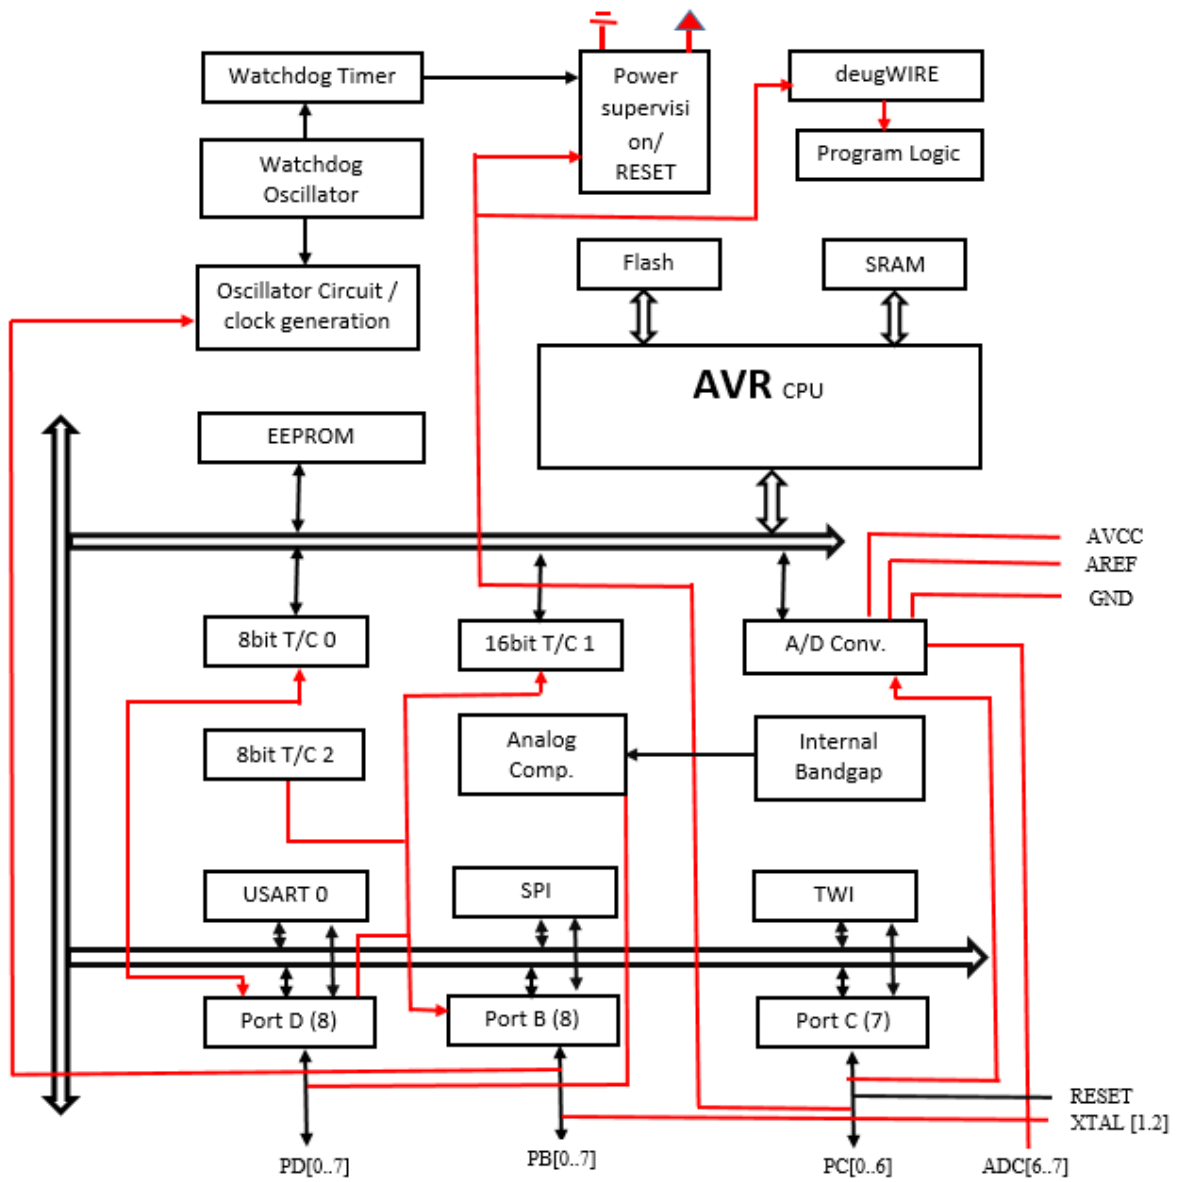 Watchdog Timer
Power
supervisi
on/
RESET
deugWIRE
Program Logic
Watchdog
Oscillator
Flash
SRAM
Oscillator Circuit /
clock generation
AVR CPU
EEPROM
AVCC
AREF
GND
8bit T/C 0
16bit T/C 1
A/D Conv.
8bit T/C 2
Analog
Comp.
Internal
Bandgap
USART 0
SPI
TWI
Port D (8)
Port B (8)
Port C (7)
RESET
XTAL [1.2]
PD[0..7]
PB[0..7]
PC[0..6]
ADC[6..7]